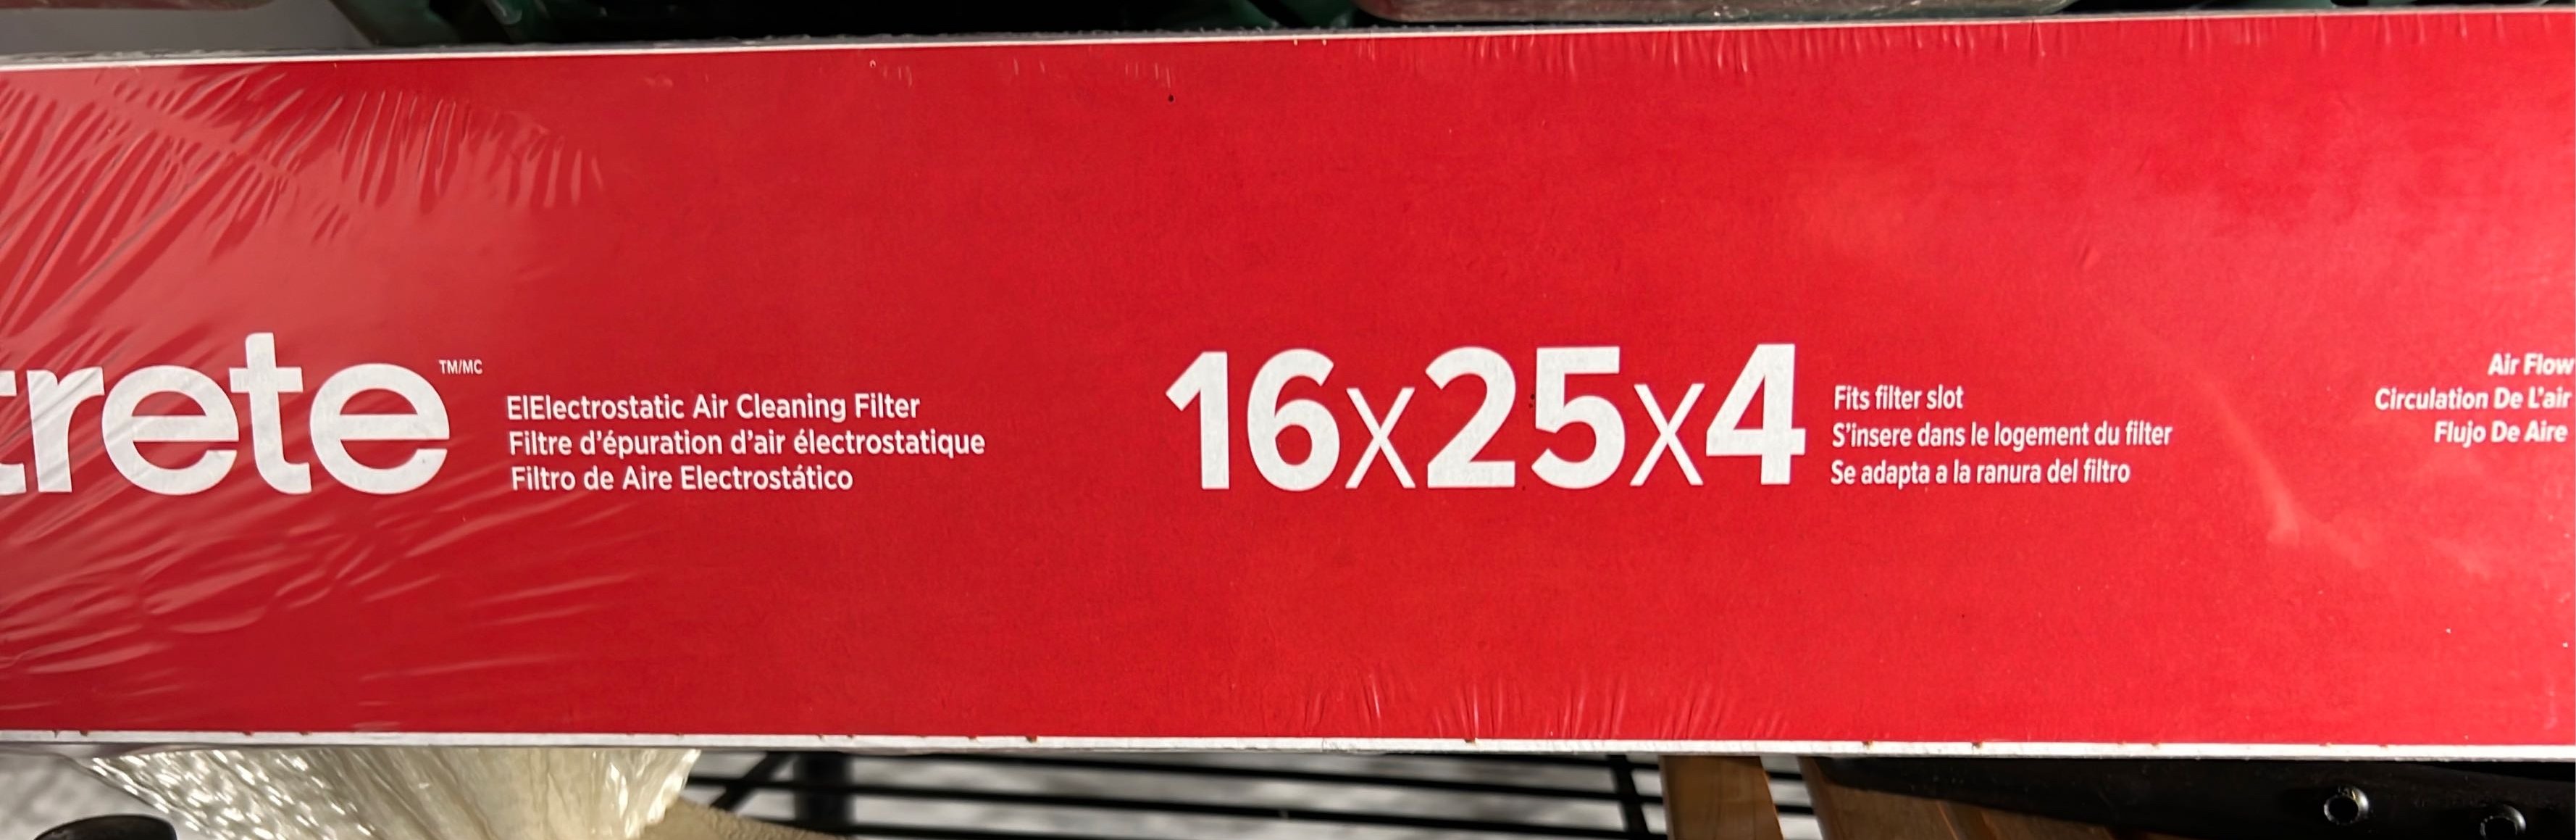 trete TM/MC
ElElectrostatic Air Cleaning Filter
Filtre d'épuration d'air électrostatique
Filtro de Aire Electrostático
16x25x4
Fits filter slot
S'insere dans le logement du filter
Se adapta a la ranura del filtro
Air Flow
Circulation De L'air
Flujo De Aire